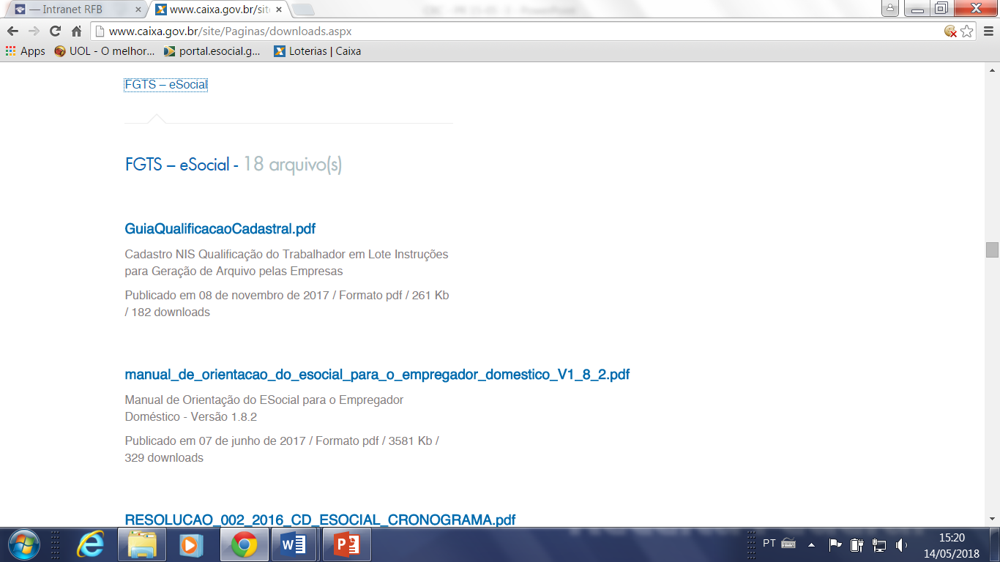 — Intranet RFB
www.caixa.gov.br/sit
www.caixa.gov.br/site/Paginas/downloads.aspx
Apps
UOL - O melhor...
portal.esocial.g...
Loterias | Caixa
FGTS – eSocial
FGTS – eSocial - 18 arquivo(s)
GuiaQualificacaoCadastral.pdf
Cadastro NIS Qualificação do Trabalhador em Lote Instruções
para Geração de Arquivo pelas Empresas
Publicado em 08 de novembro de 2017 / Formato pdf / 261 Kb
/ 182 downloads
manual_de_orientacao_do_esocial_para_o_empregador_domestico_V1_8_2.pdf
Manual de Orientação do ESocial para o Empregador
Doméstico - Versão 1.8.2
Publicado em 07 de junho de 2017 / Formato pdf / 3581 Kb /
329 downloads
RESOLUCAO_002_2016_CD_ESOCIAL_CRONOGRAMA.pdf
PT
15:20
14/05/2018